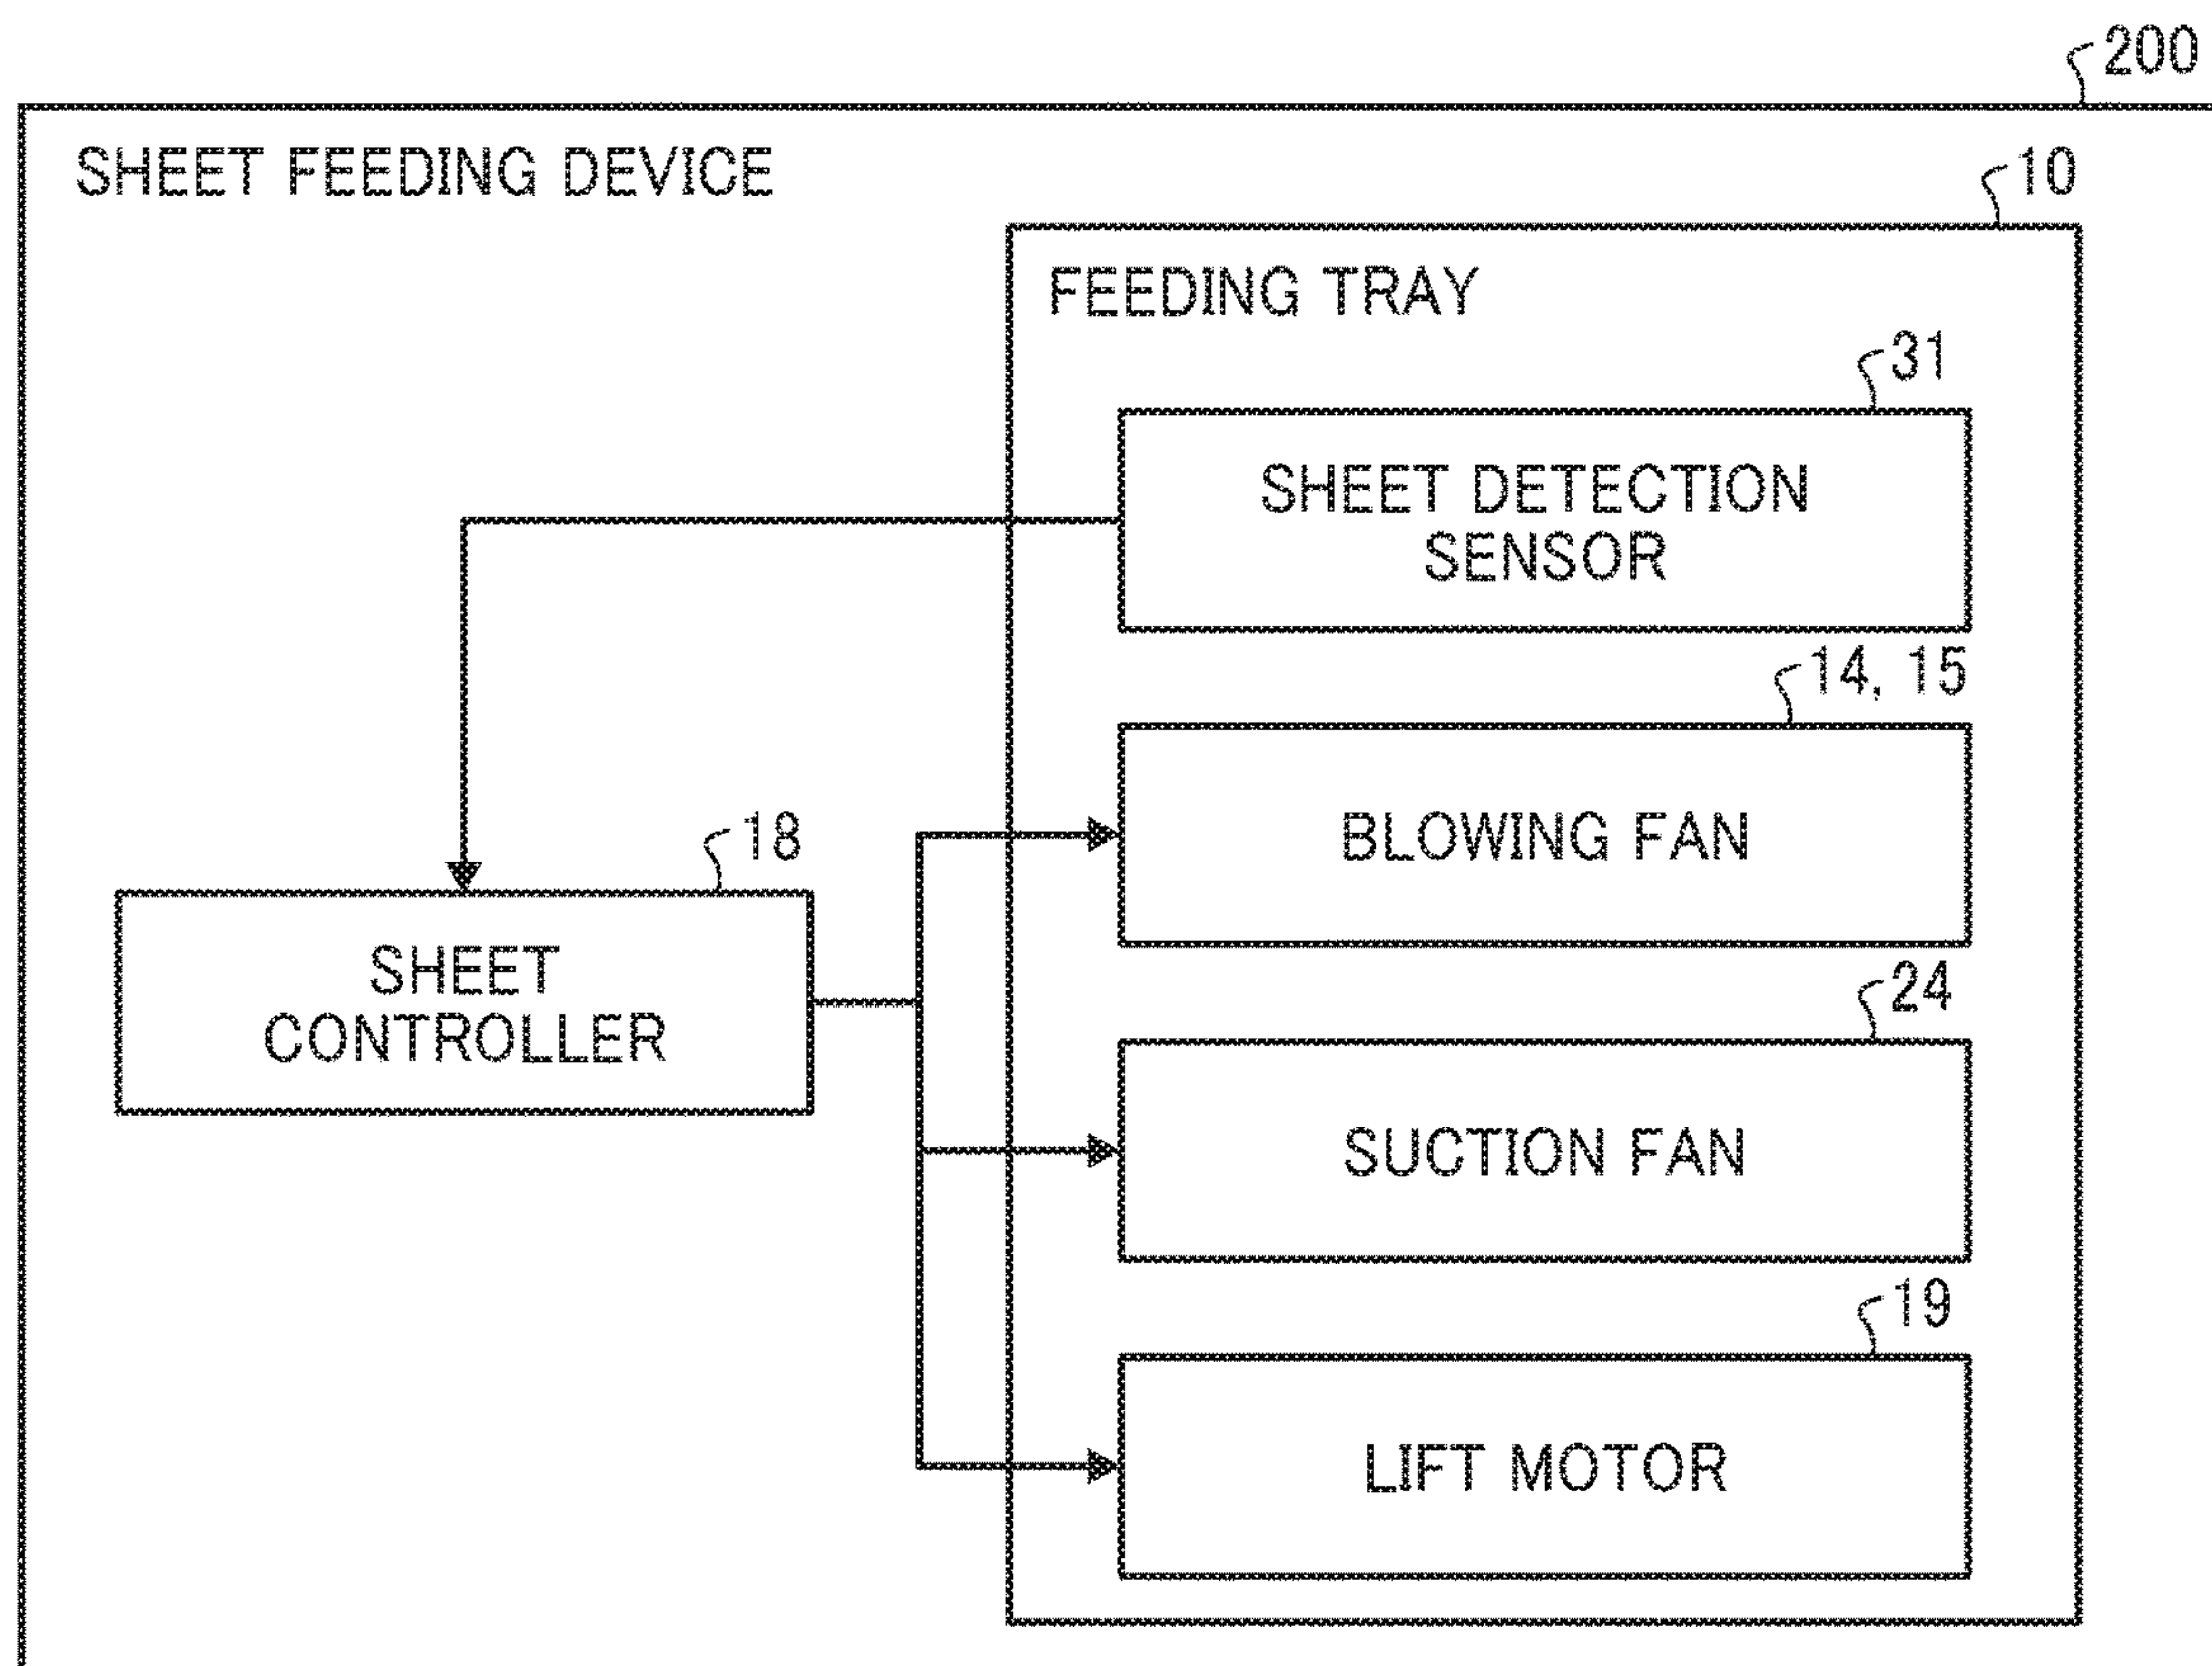 200
SHEET FEEDING DEVICE
10
FEEDING TRAY
31
SHEET DETECTION
SENSOR
14, 15
BLOWING FAN
18
SHEET
CONTROLLER
24
SUCTION FAN
19
LIFT MOTOR